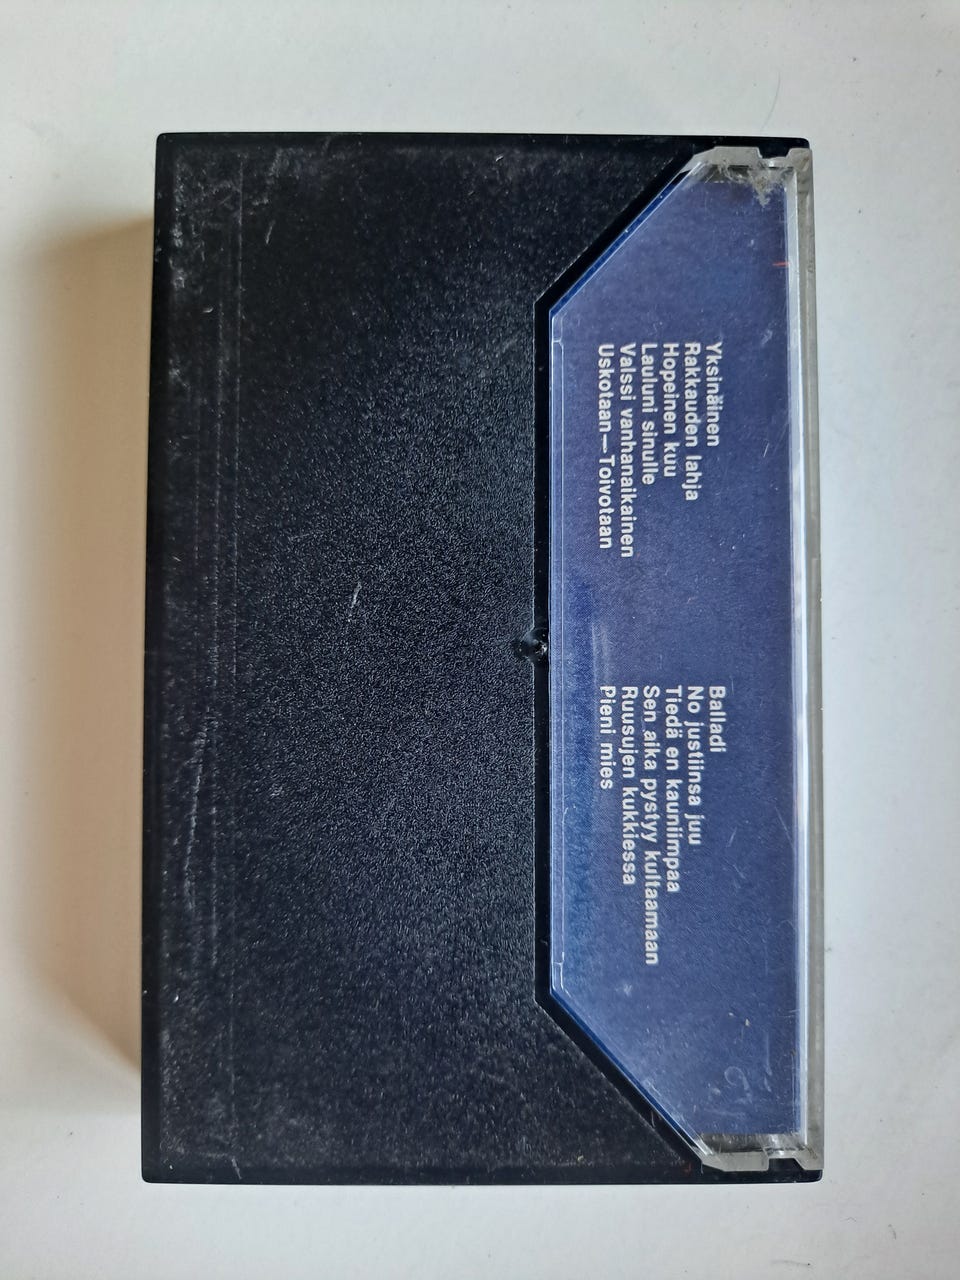 Yksinäinen
Rakkauden lahja
Hopeinen kuu
Lauluni sinulle
Valssi vanhanaikainen
Uskotaan—Toivotaan
Balladi
No justiinsa juu
Tiedä en kauniimpaa
Sen aika pystyy kultaamaan
Ruusujen kukkiessa
Pieni mies